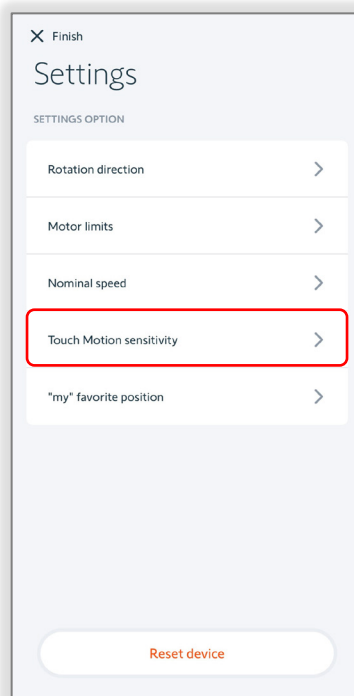 Finish
Settings
SETTINGS OPTION
Rotation direction
Motor limits
Nominal speed
Touch Motion sensitivity
"my" favorite position
Reset device